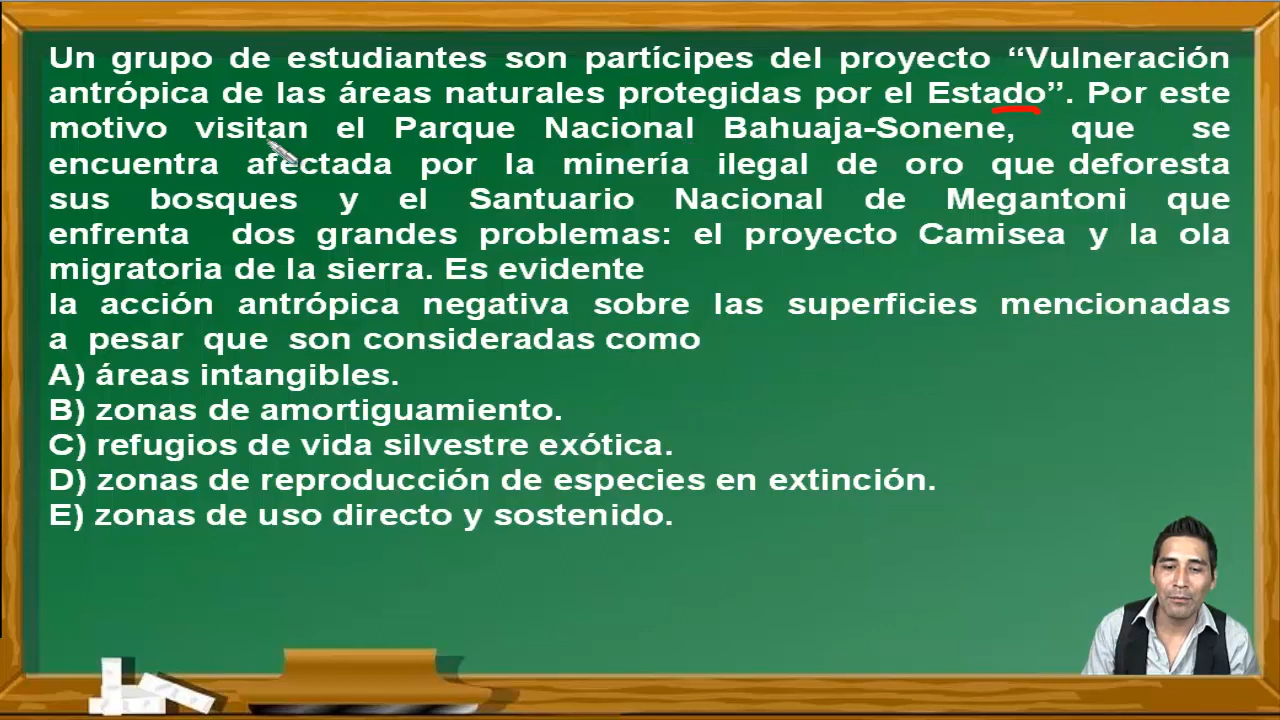 Un grupo de estudiantes son partícipes del proyecto “Vulneración
antrópica de las áreas naturales protegidas por el Estado”. Por este
motivo visitan el Parque Nacional Bahuaja-Sonene, que se
encuentra afectada por la minería ilegal de oro que deforesta
sus bosques y el Santuario Nacional de Megantoni que
enfrenta dos grandes problemas: el proyecto Camisea y la ola
migratoria de la sierra. Es evidente
la acción antrópica negativa sobre las superficies mencionadas
a pesar que son consideradas como
A) áreas intangibles.
B) zonas de amortiguamiento.
C) refugios de vida silvestre exótica.
D) zonas de reproducción de especies en extinción.
E) zonas de uso directo y sostenido.